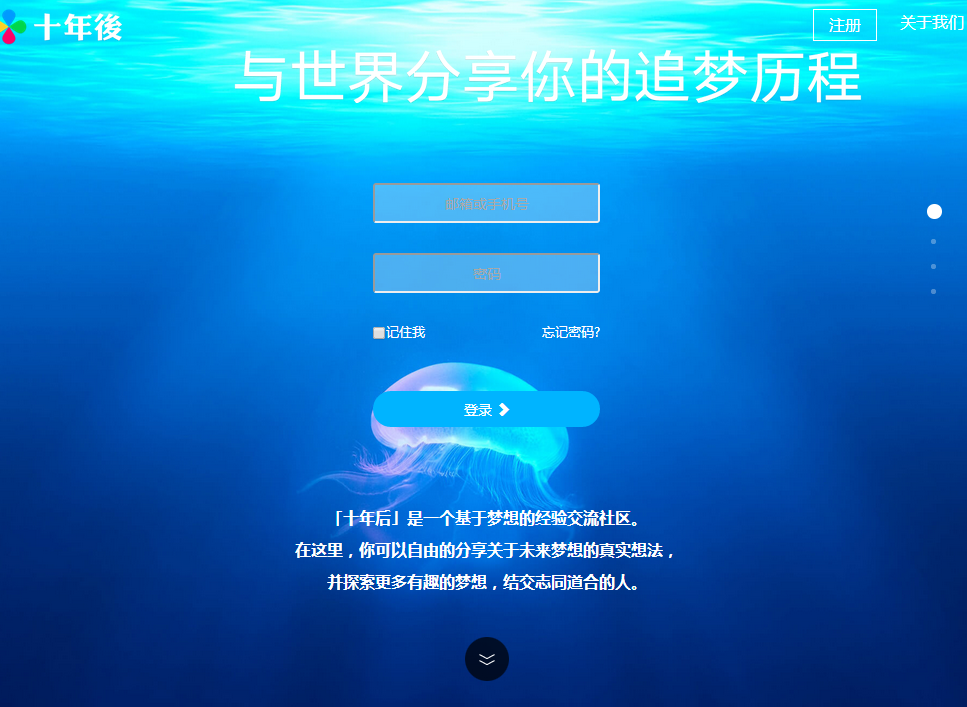 十年後
注册
关于我们
与世界分享你的追梦历程
邮箱或手机号
密码
记住我
忘记密码?
登录
「十年后」是一个基于梦想的经验交流社区。
在这里，你可以自由的分享关于未来梦想的真实想法，
并探索更多有趣的梦想，结交志同道合的人。